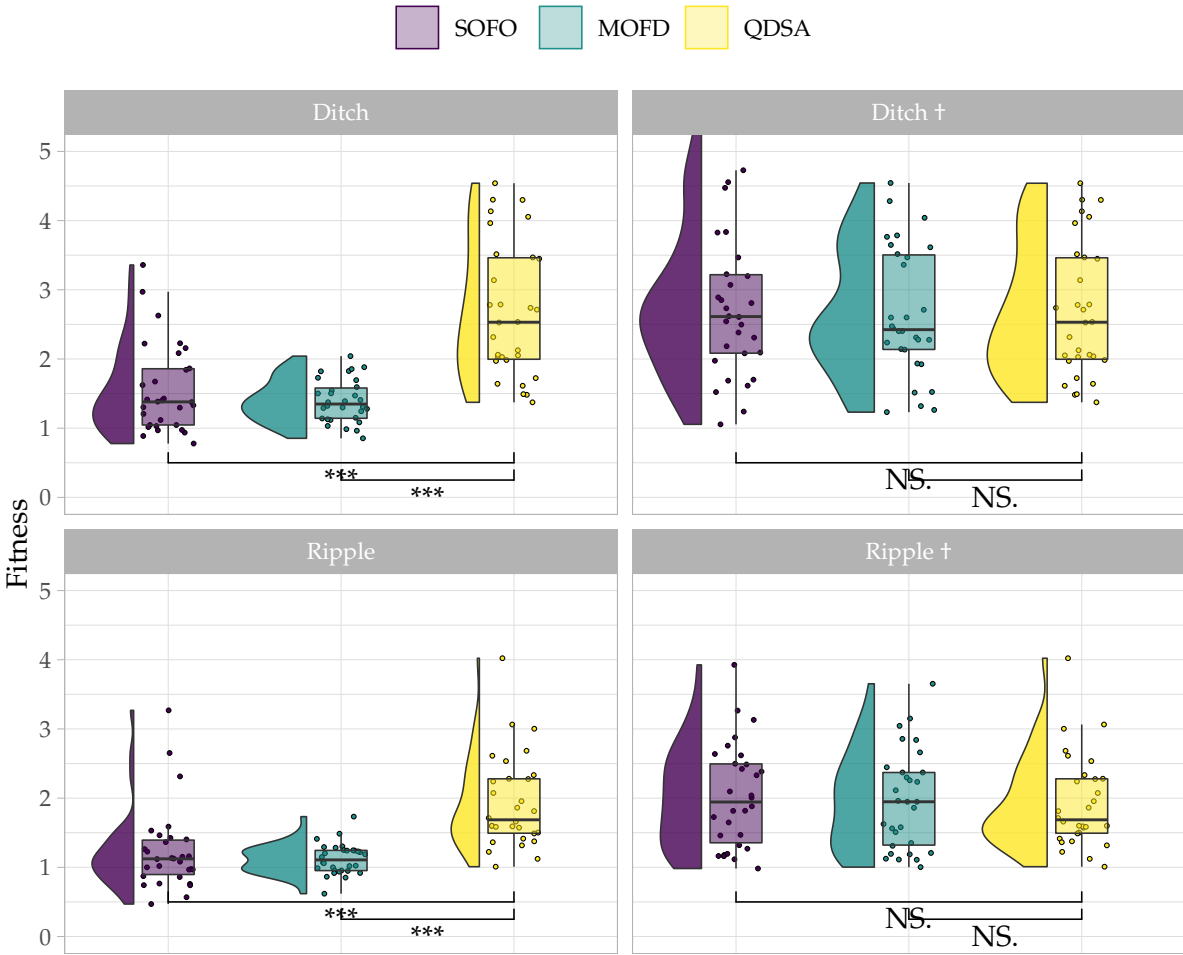 SOFO MOFD QDSA
Ditch Ditch †
5
4
3
2
1
0
*** NS.
*** NS.
Fitness
Ripple Ripple †
5
4
3
2
1
0
*** NS.
*** NS.